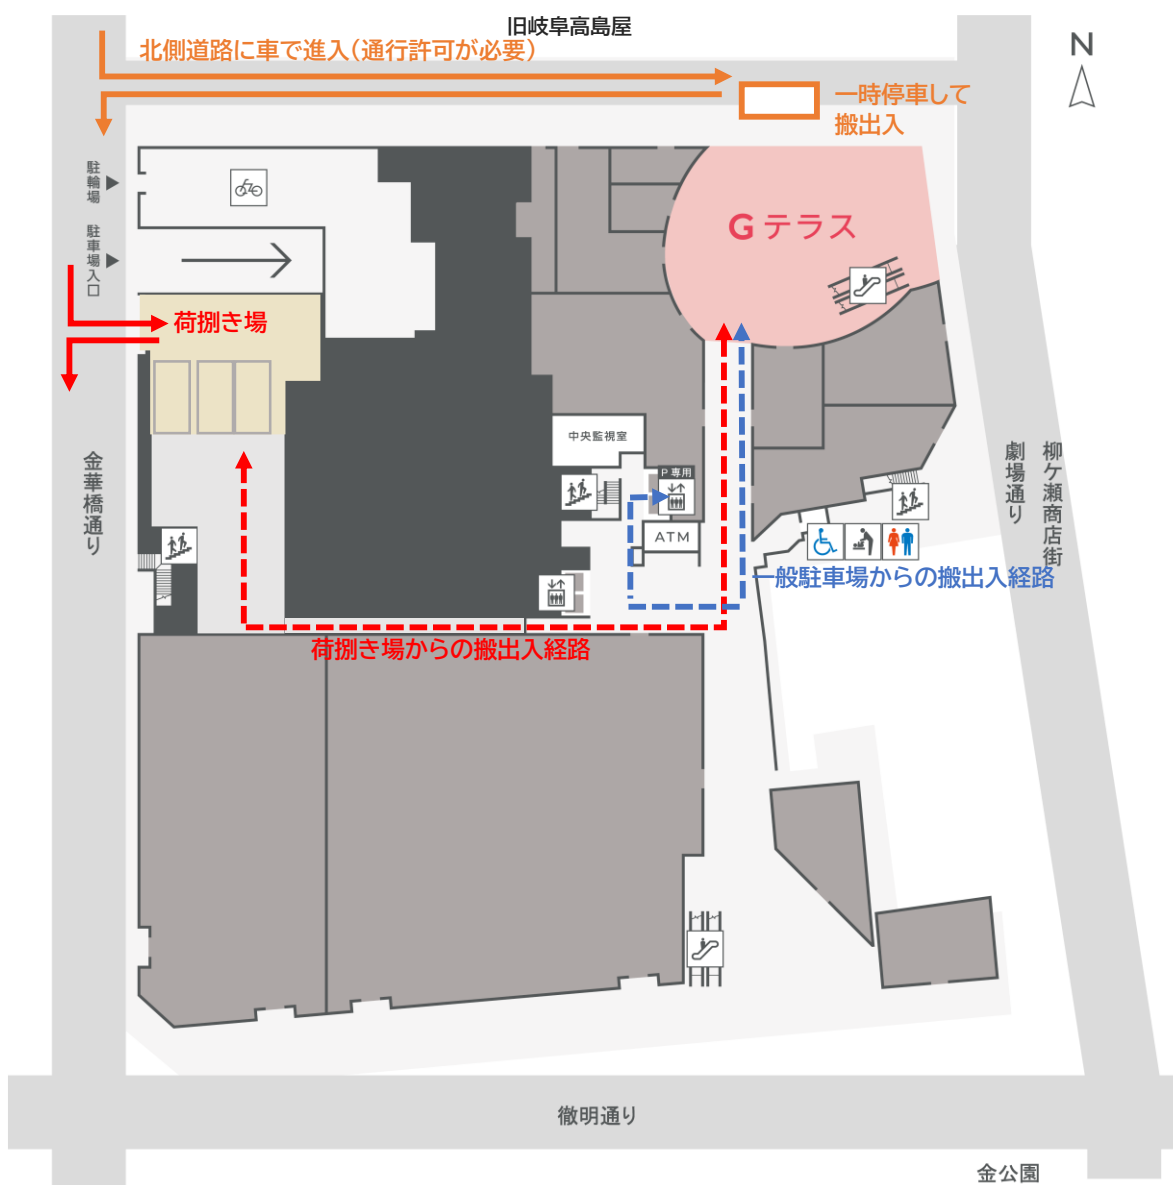 旧岐阜高島屋
北側道路に車で進入(通行許可が必要)
N
一時停車して
搬出入
駐輪場
駐車場入口
Gテラス
荷捌き場
中央監視室
P専用
ATM
金華橋通り
劇場通り
柳ケ瀬商店街
一般駐車場からの搬出入経路
荷捌き場からの搬出入経路
徹明通り
金公園